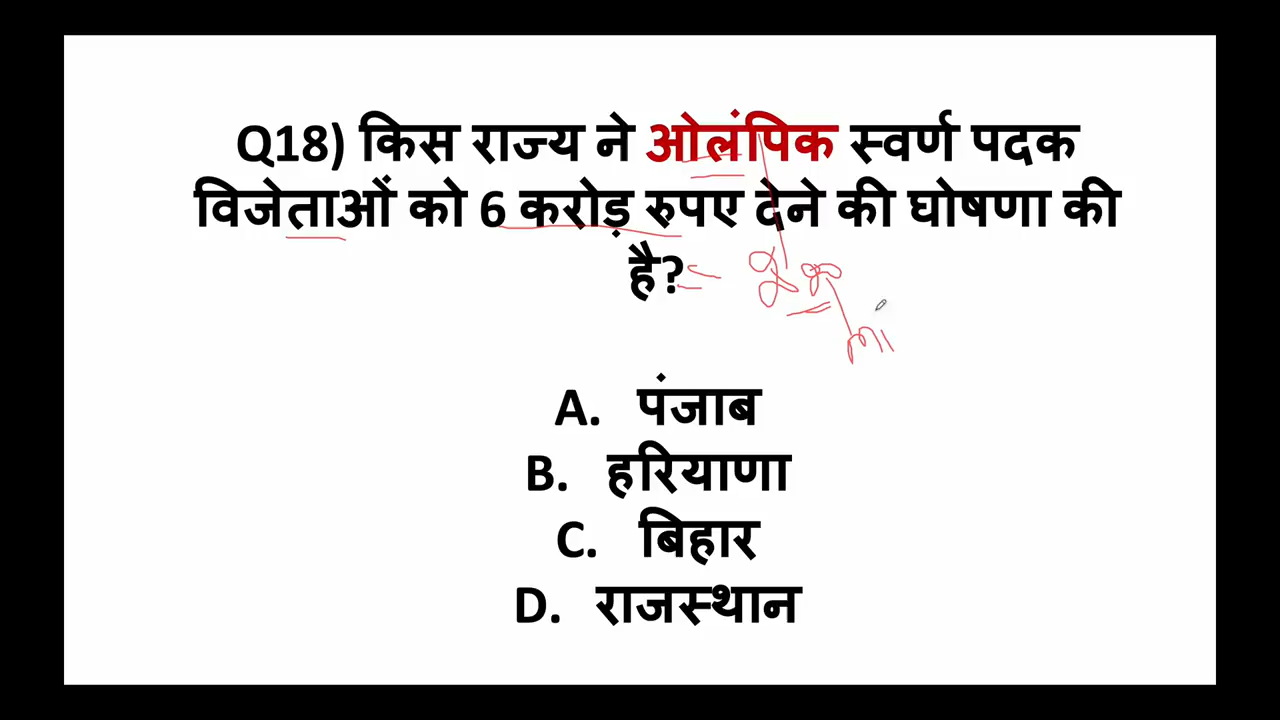 Q18) किस राज्य ने ओलंपिक स्वर्ण पदक
विजेताओं को 6 करोड़ रुपए देने की घोषणा की
है?
A. पंजाब
B. हरियाणा
C. बिहार
D. राजस्थान